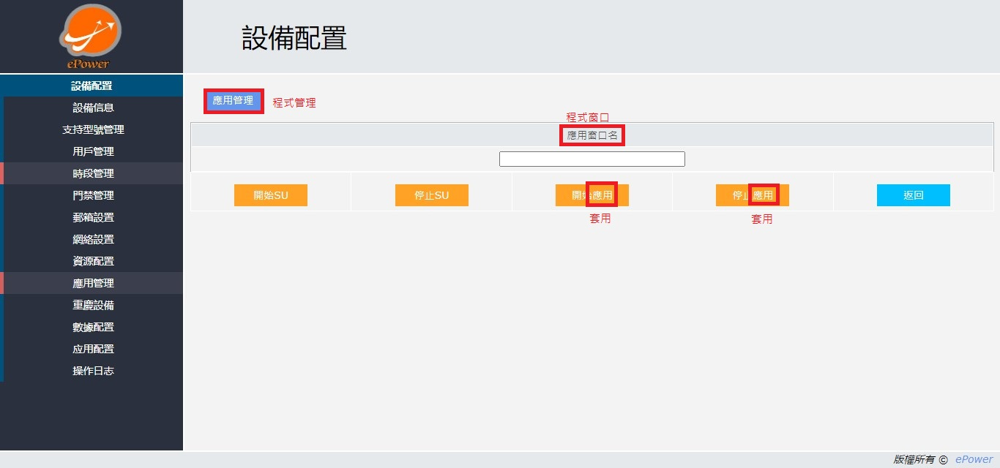 ePower
設備配置
設備配置
設備信息
支持型號管理
用戶管理
時段管理
門禁管理
郵箱設置
網絡設置
資源配置
應用管理
重慶設備
數據配置
应用配置
操作日志
應用管理 程式管理
程式窗口
應用窗口名
開始SU 停止SU 開始應用 停止應用 返回
套用 套用
版權所有 © ePower